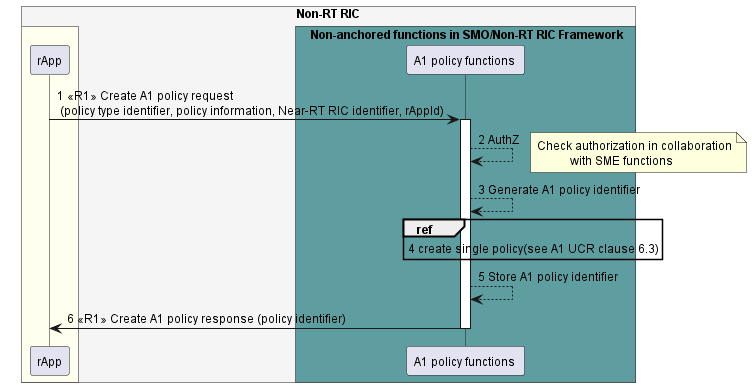 Non-RT RIC
Non-anchored functions in SMO/Non-RT RIC Framework
rApp
A1 policy functions
1 «R1» Create A1 policy request
(policy type identifier, policy information, Near-RT RIC identifier, rAppId)
2 AuthZ
Check authorization in collaboration
with SME functions
3 Generate A1 policy identifier
ref
4 create single policy(see A1 UCR clause 6.3)
5 Store A1 policy identifier
6 «R1» Create A1 policy response (policy identifier)
rApp
A1 policy functions